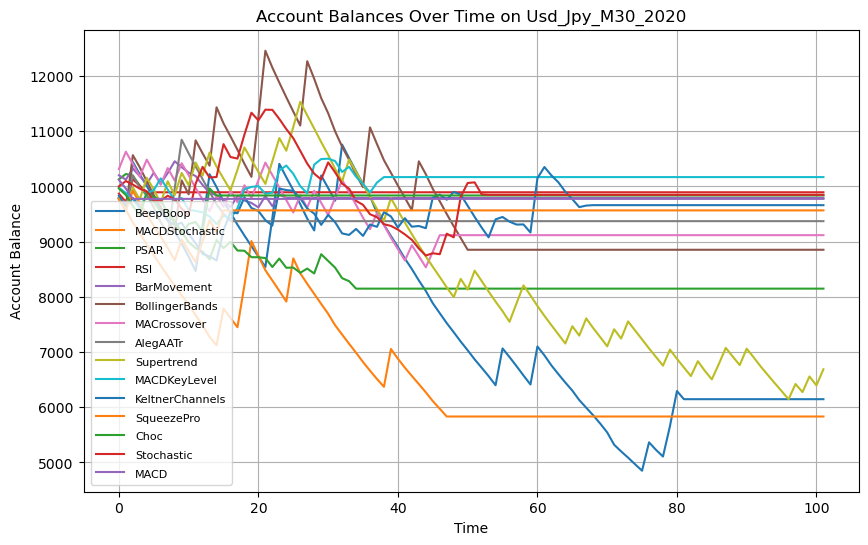 Account Balances Over Time on Usd_Jpy_M30_2020
Account Balance
12000
11000
10000
9000
8000
7000
6000
5000
BeepBoop
MACDStochastic
PSAR
RSI
BarMovement
BollingerBands
MACrossover
AlegAATr
Supertrend
MACDKeyLevel
KeltnerChannels
SqueezePro
Choc
Stochastic
MACD
0 20 40 60 80 100
Time